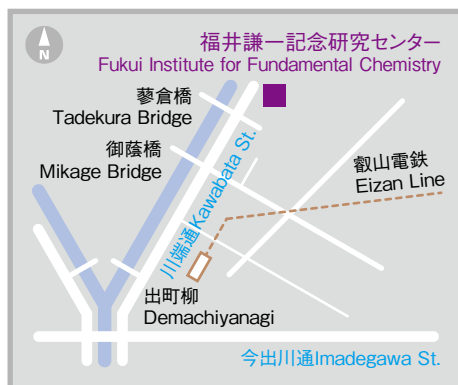 N
福井謙一記念研究センター
Fukui Institute for Fundamental Chemistry
蓼倉橋
Tadekura Bridge
御蔭橋
Mikage Bridge
川端通Kawabata St.
叡山電鉄
Eizan Line
出町柳
Demachiyanagi
今出川通Imadegawa St.